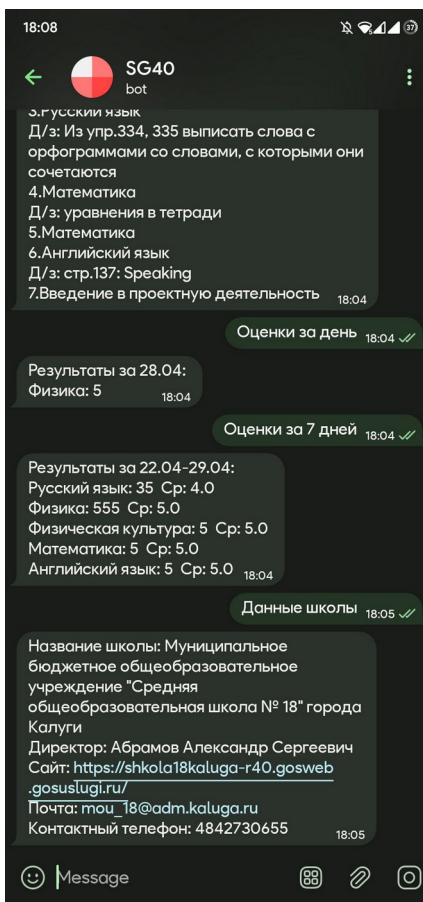 18:08
37
SG40
bot
3.Русский язык
Д/з: Из упр.334, 335 выписать слова с
орфограммами со словами, с которыми они
сочетаются
4.Математика
Д/з: уравнения в тетради
5.Математика
6.Английский язык
Д/з: стр.137: Speaking
7.Введение в проектную деятельность 18:04
Оценки за день 18:04
Результаты за 28.04:
Физика: 5 18:04
Оценки за 7 дней 18:04
Результаты за 22.04-29.04:
Русский язык: 35 Ср: 4.0
Физика: 555 Ср: 5.0
Физическая культура: 5 Ср: 5.0
Математика: 5 Ср: 5.0
Английский язык: 5 Ср: 5.0 18:04
Данные школы 18:05
Название школы: Муниципальное
бюджетное общеобразовательное
учреждение "Средняя
общеобразовательная школа № 18" города
Калуги
Директор: Абрамов Александр Сергеевич
Сайт: https://shkola18kaluga-r40.gosweb
.gosuslugi.ru/
Почта: mou_18@adm.kaluga.ru
Контактный телефон: 4842730655 18:05
Message